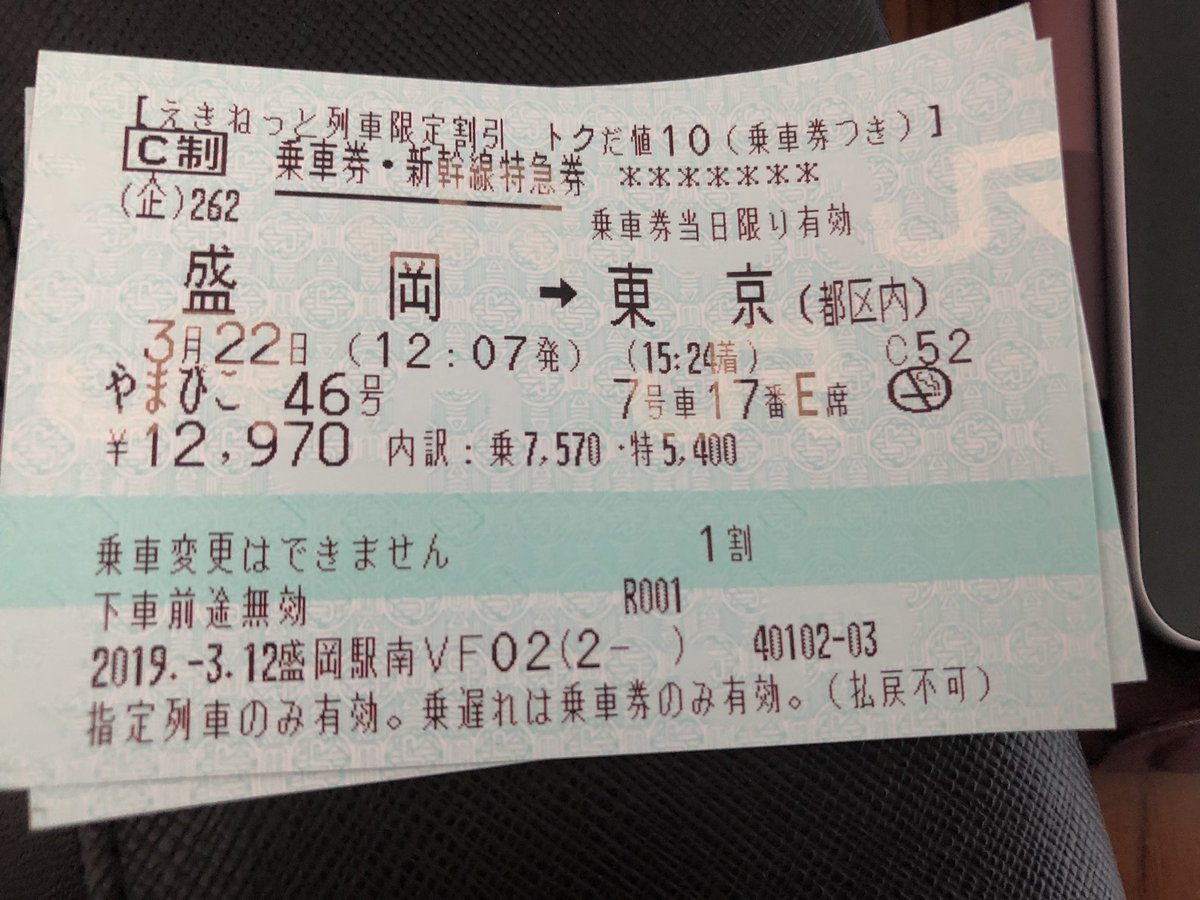 [えきねっと列車限定割引 トクだ値10(乗車券つき)]
C制 乗車券・新幹線特急券 *******
(企)262 乗車券当日限り有効
盛岡 → 東京(都区内)
3月22日 (12:07発) (15:24着) C52
やまびこ 46号 7号車17番E席
¥12,970 内訳:乗7,570・特5,400
乗車変更はできません 1割
下車前途無効 R001
2019.-3.12盛岡駅南VF02(2- ) 40102-03
指定列車のみ有効。乗遅れは乗車券のみ有効。(払戻不可)